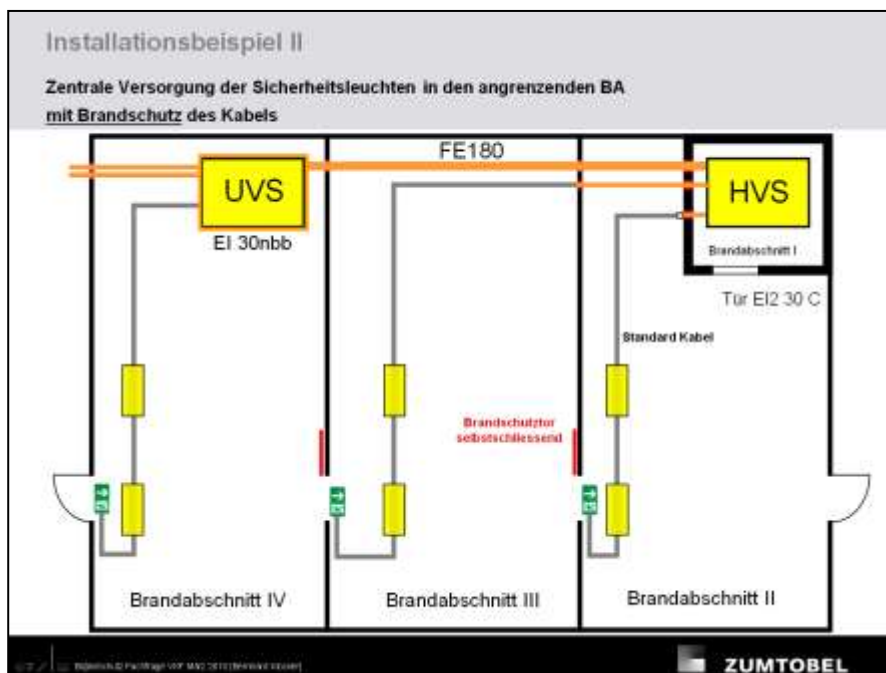 Installationsbeispiel II
Zentrale Versorgung der Sicherheitsleuchten in den angrenzenden BA
mit Brandschutz des Kabels
FE180
UVS
HVS
EI 30nbb
Brandabschnitt I
Tür EI2 30 C
Standard Kabel
Brandschutztor
selbstschliessend
Brandabschnitt IV
Brandabschnitt III
Brandabschnitt II
ZUMTOBEL